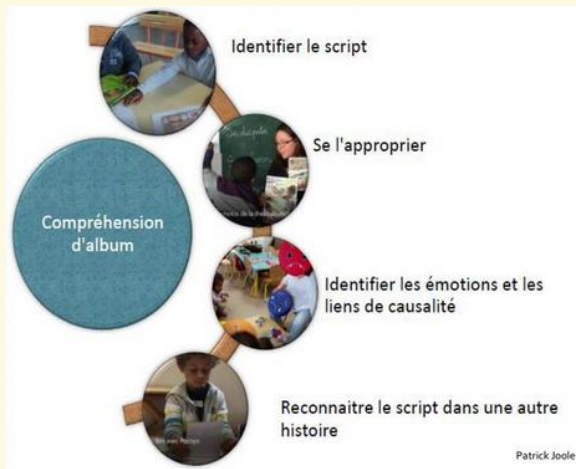 Identifier le script
Se l'approprier
Compréhension
d'album
Identifier les émotions et les
liens de causalité
Reconnaitre le script dans une autre
histoire
Patrick Joole